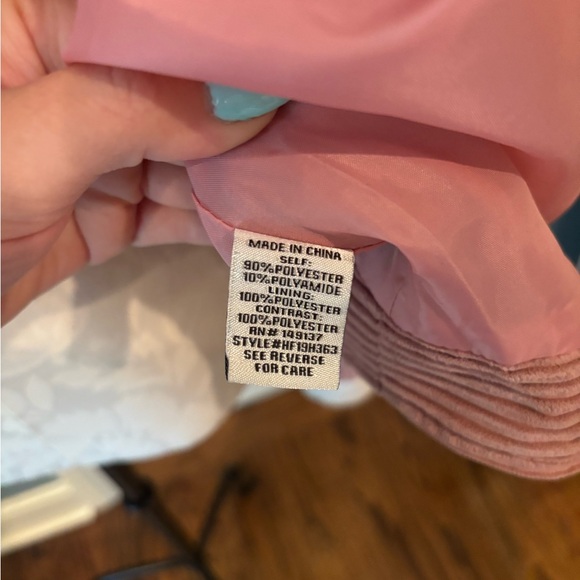 MADE IN CHINA
SELF:
90%POLYESTER
10%POLYAMIDE
LINING:
100%POLYESTER
CONTRAST:
100%POLYESTER
RN# 149137
STYLE#HF19H363
SEE REVERSE
FOR CARE